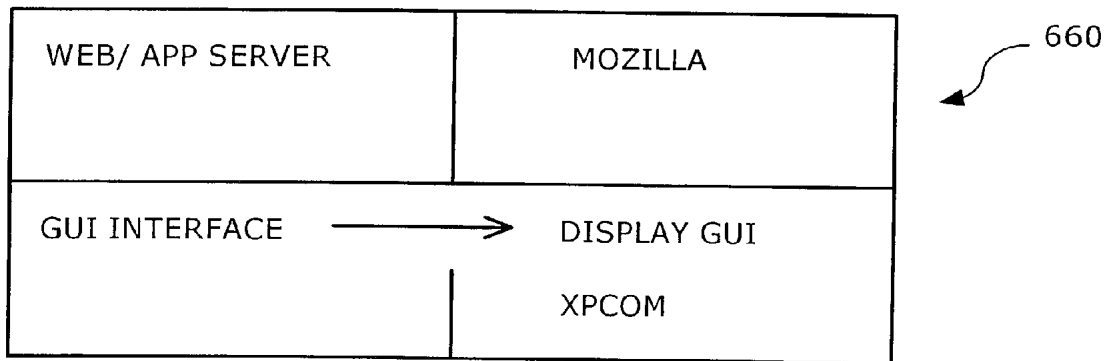 WEB/ APP SERVER
MOZILLA
660
GUI INTERFACE
DISPLAY GUI
XPCOM